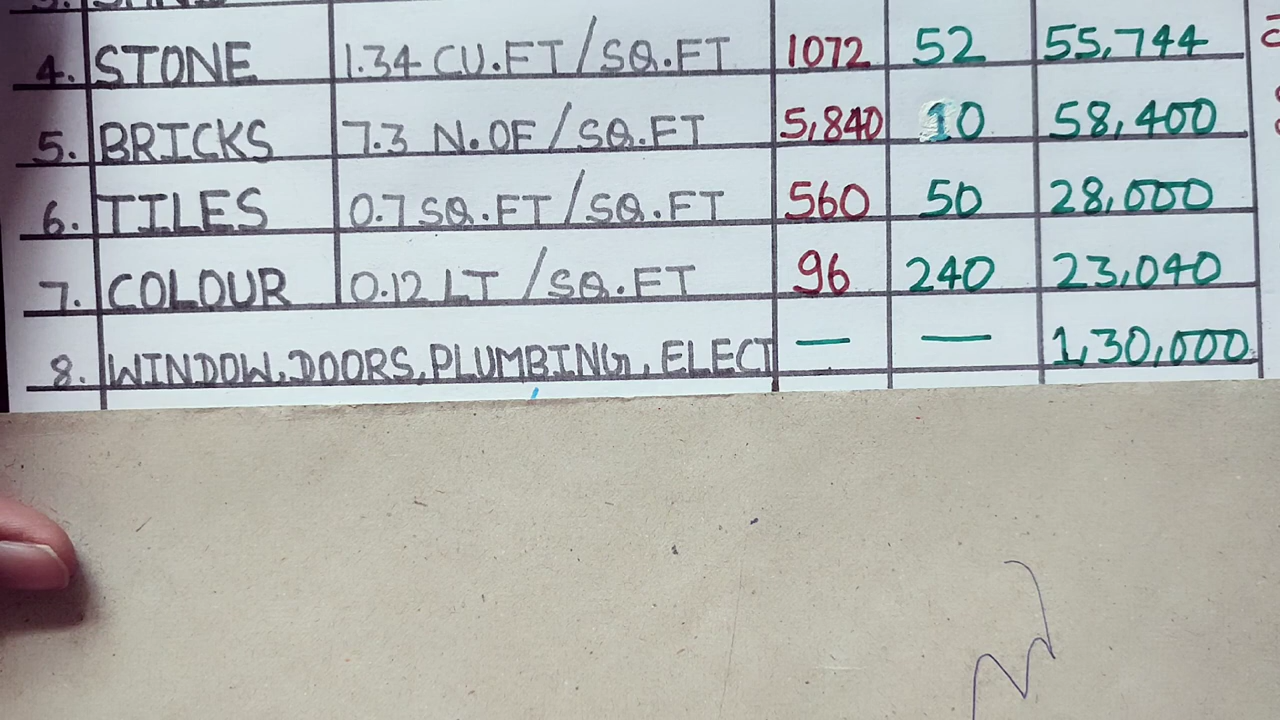 4. STONE 1.34 CU.FT/SQ.FT 1072 52 55,744
5. BRICKS 7.3 N.OF/SQ.FT 5,840 10 58,400
6. TILES 0.7 SQ.FT/SQ.FT 560 50 28,000
7. COLOUR 0.12 LT /SQ.FT 96 240 23,040
8. WINDOW,DOORS,PLUMBING,ELECT — — 1,30,000